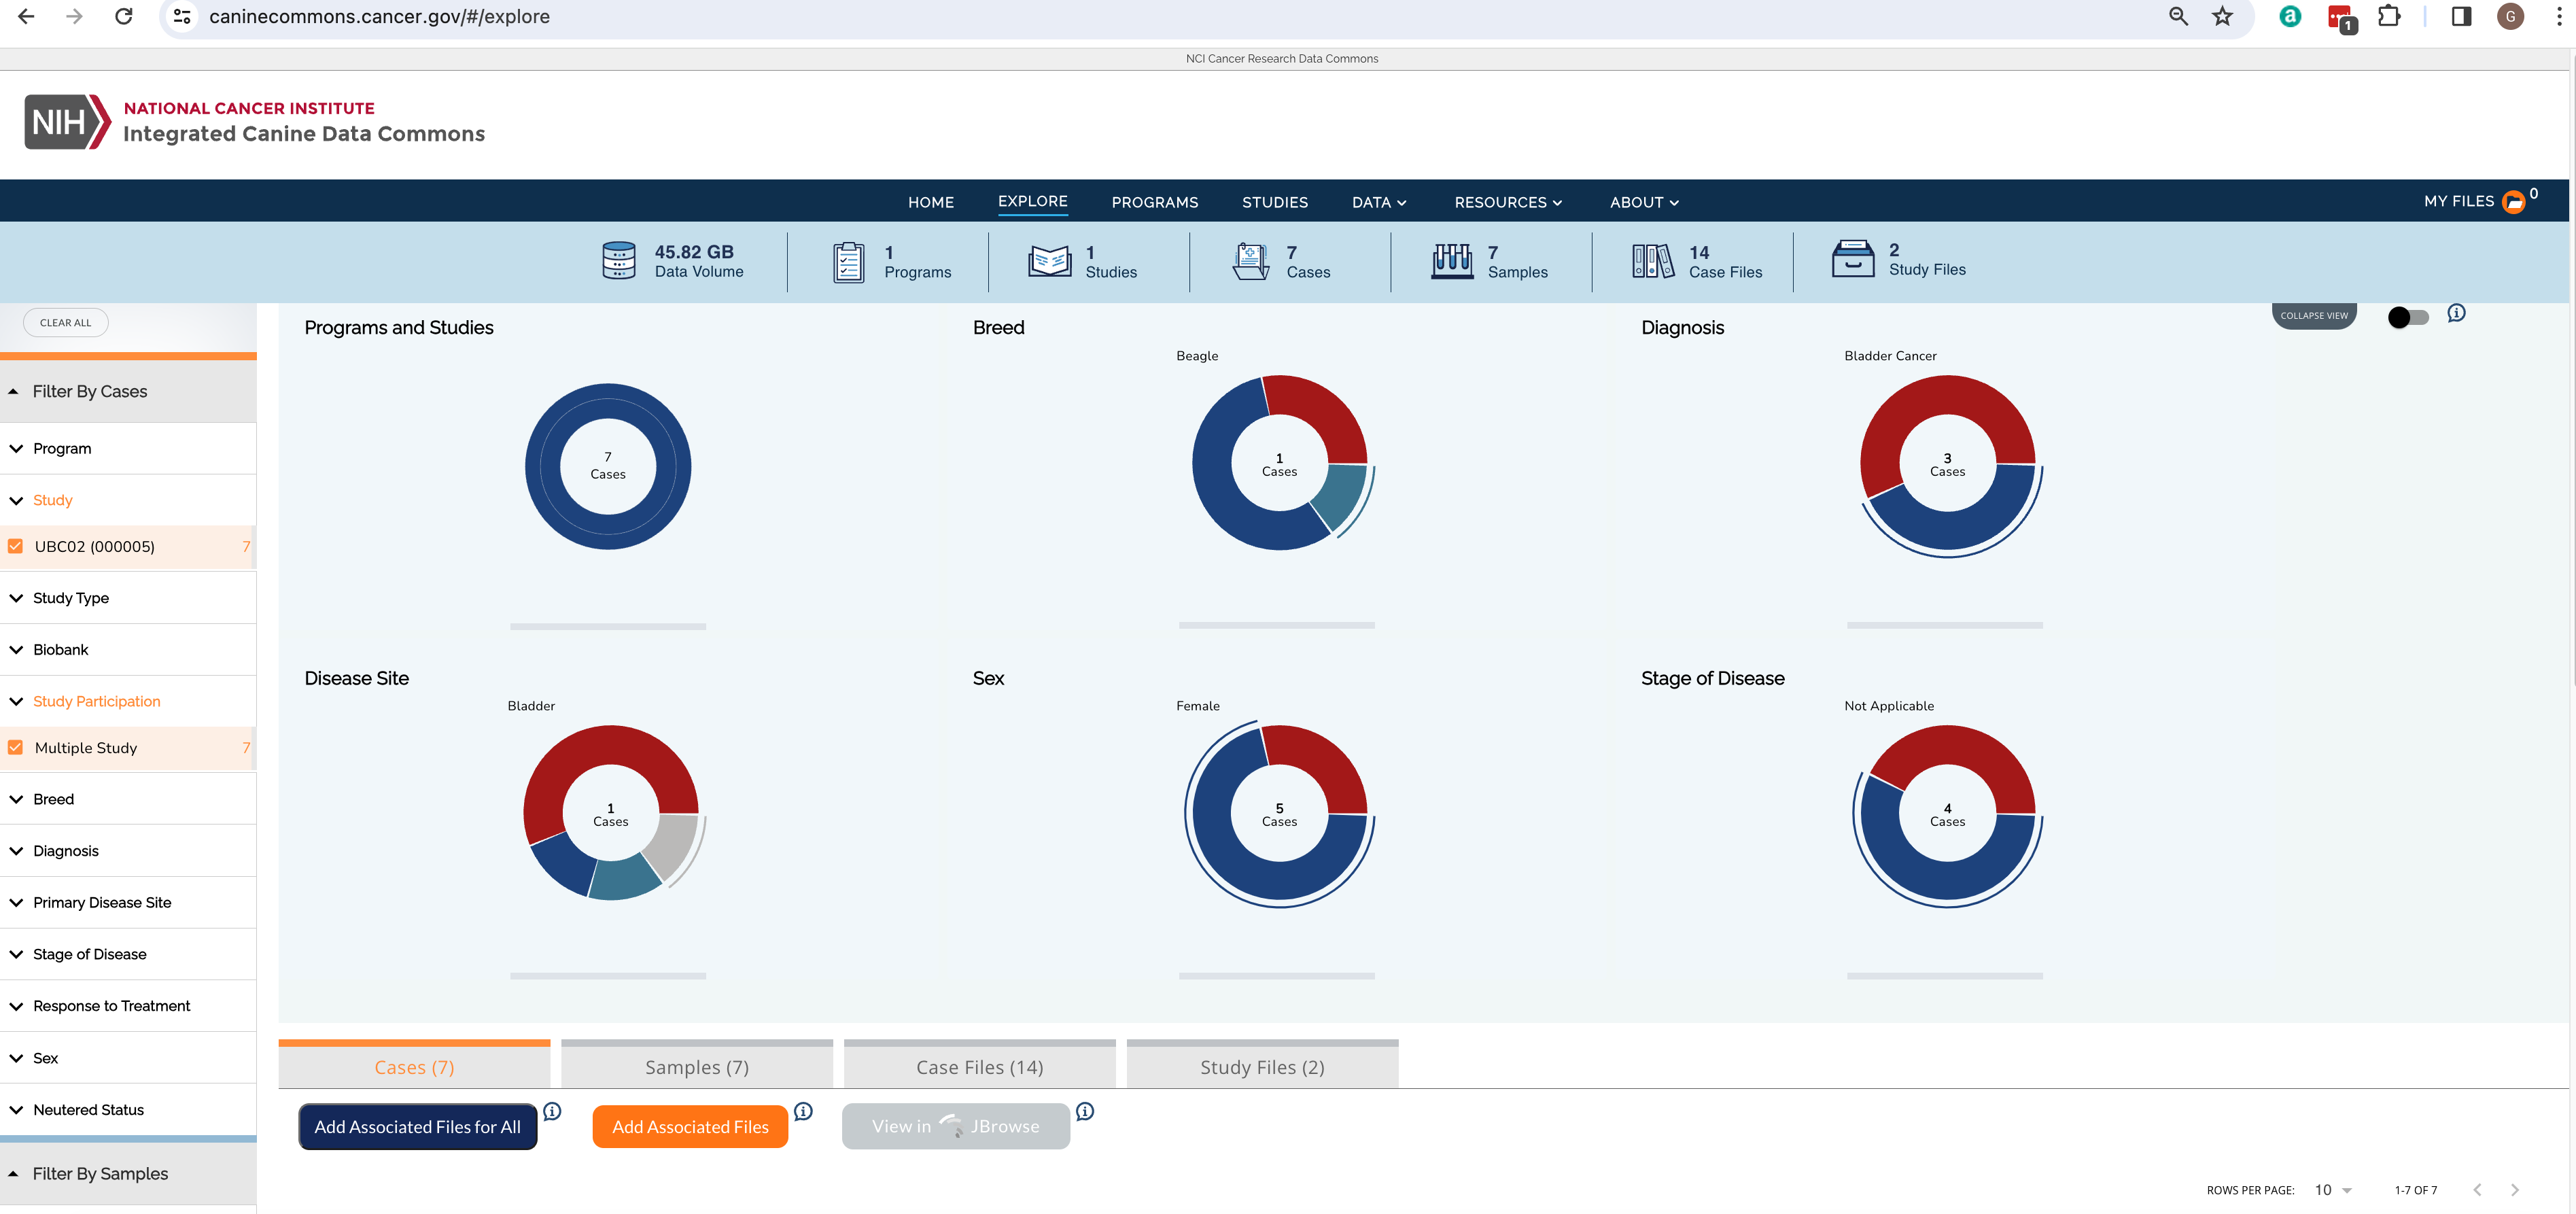 caninecommons.cancer.gov/#/explore
a
1
G
NCI Cancer Research Data Commons
NIH
NATIONAL CANCER INSTITUTE
Integrated Canine Data Commons
HOME
EXPLORE
PROGRAMS
STUDIES
DATA
RESOURCES
ABOUT
MY FILES
0
45.82 GB
Data Volume
1
Programs
1
Studies
7
Cases
7
Samples
14
Case Files
2
Study Files
CLEAR ALL
Filter By Cases
Program
Study
UBC02 (000005) 7
Study Type
Biobank
Study Participation
Multiple Study 7
Breed
Diagnosis
Primary Disease Site
Stage of Disease
Response to Treatment
Sex
Neutered Status
Filter By Samples
COLLAPSE VIEW
Programs and Studies
7
Cases
Breed
Beagle
1
Cases
Diagnosis
Bladder Cancer
3
Cases
Disease Site
Bladder
1
Cases
Sex
Female
5
Cases
Stage of Disease
Not Applicable
4
Cases
Cases (7)
Samples (7)
Case Files (14)
Study Files (2)
Add Associated Files for All
Add Associated Files
View in JBrowse
ROWS PER PAGE: 10 1-7 OF 7